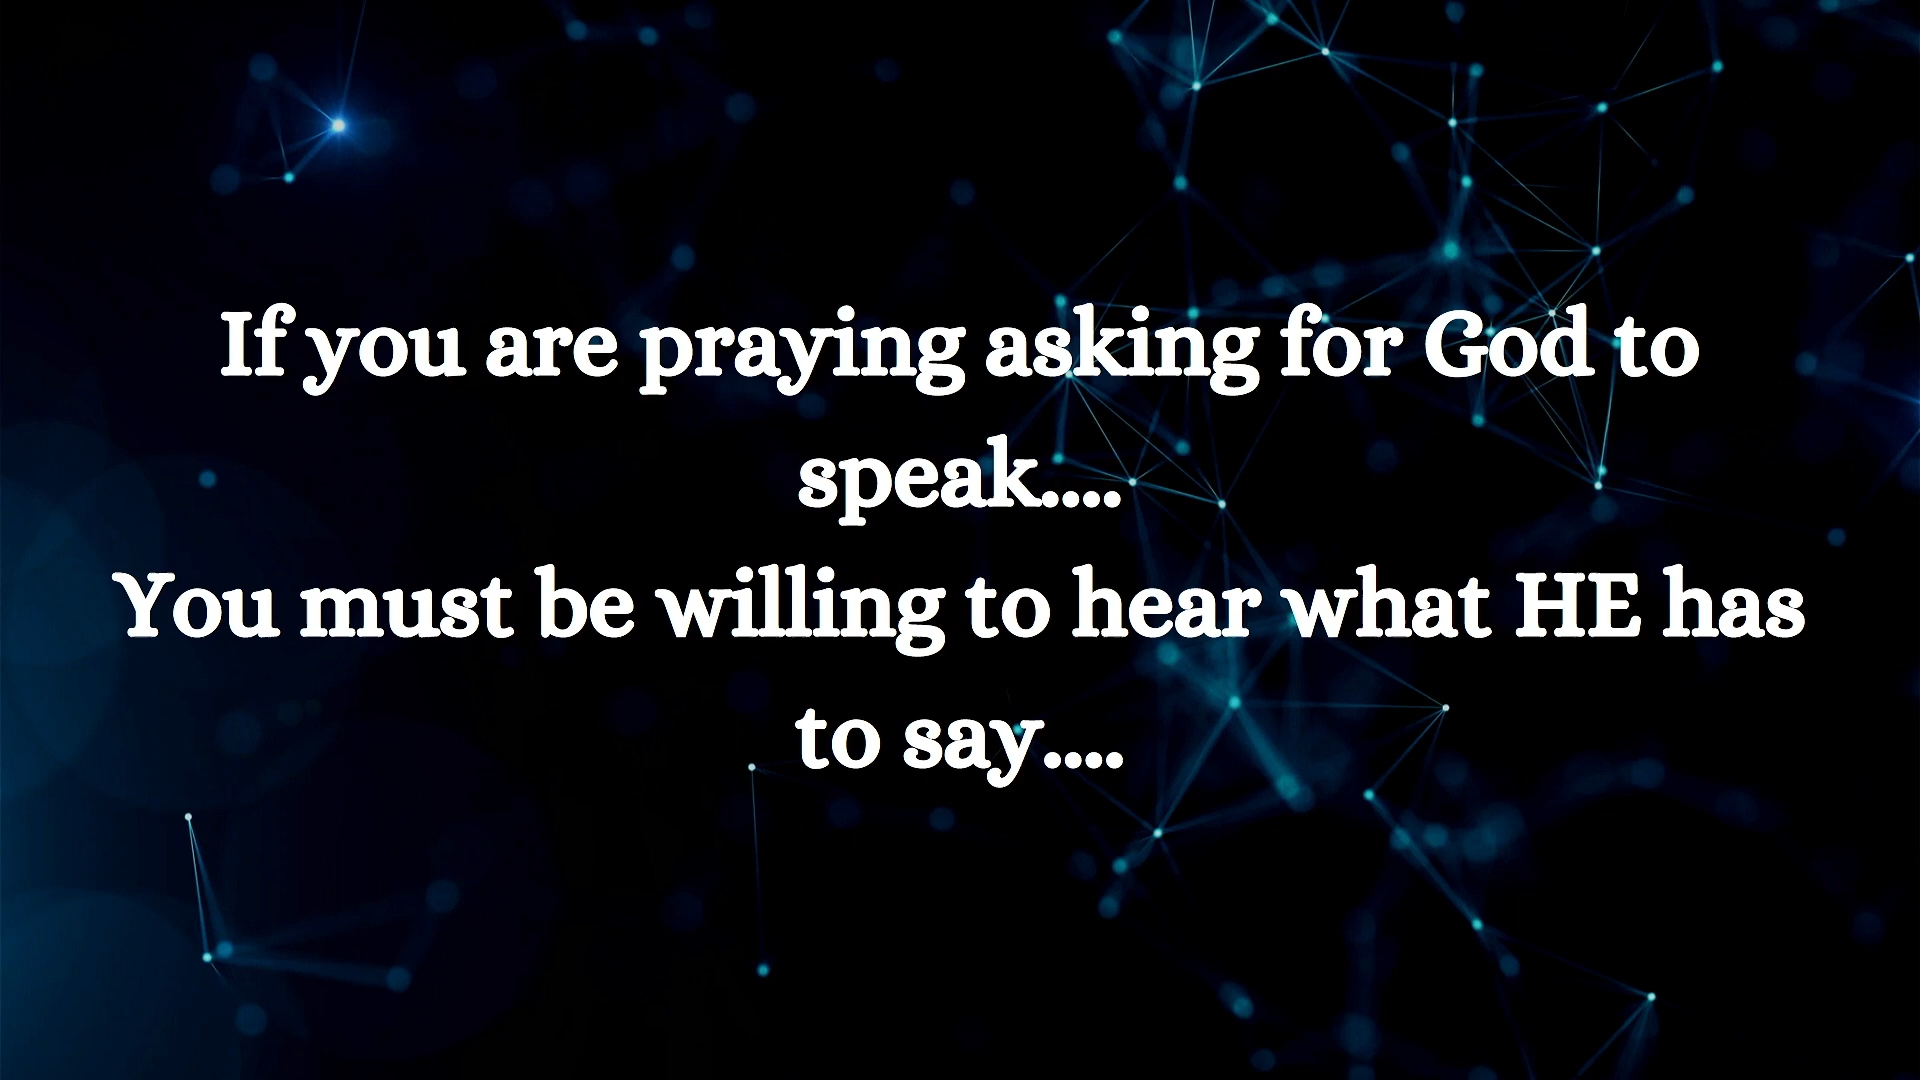 If you are praying asking for God to
speak....
You must be willing to hear what HE has
to say....